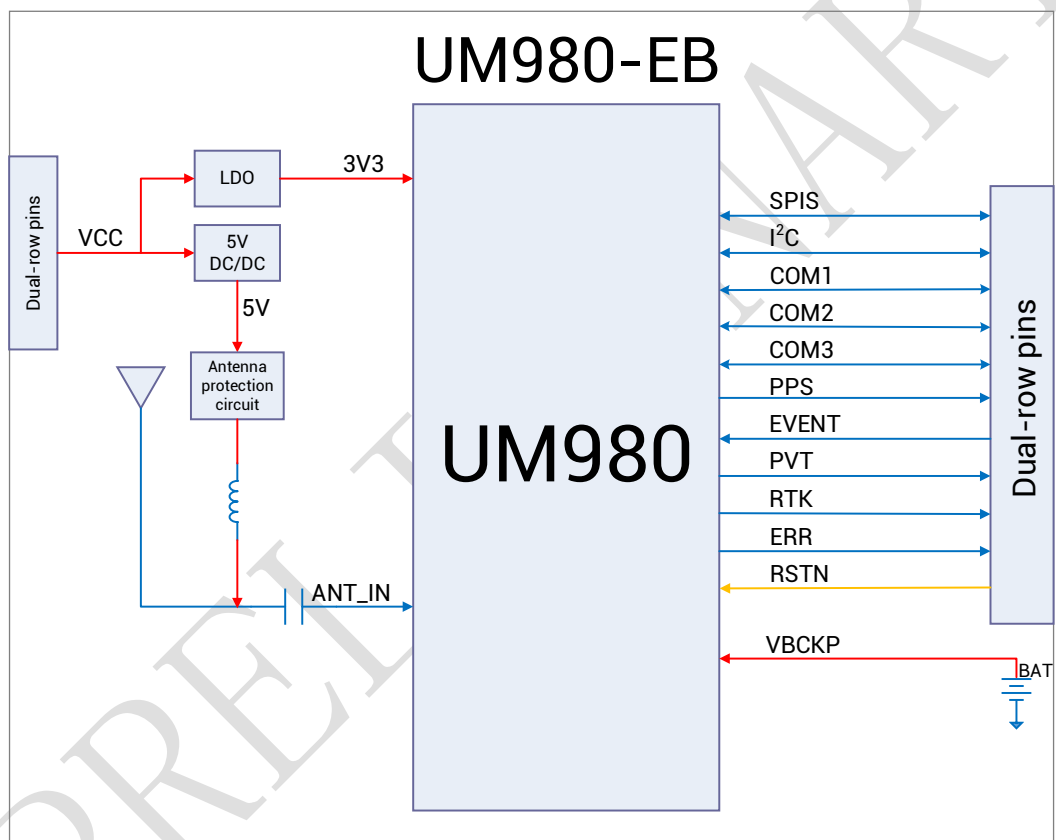 UM980-EB
Dual-row pins
VCC
LDO
3V3
5V
DC/DC
5V
Antenna
protection
circuit
ANT_IN
UM980
SPIS
I²C
COM1
COM2
COM3
PPS
EVENT
PVT
RTK
ERR
RSTN
VBCKP
BAT
Dual-row pins